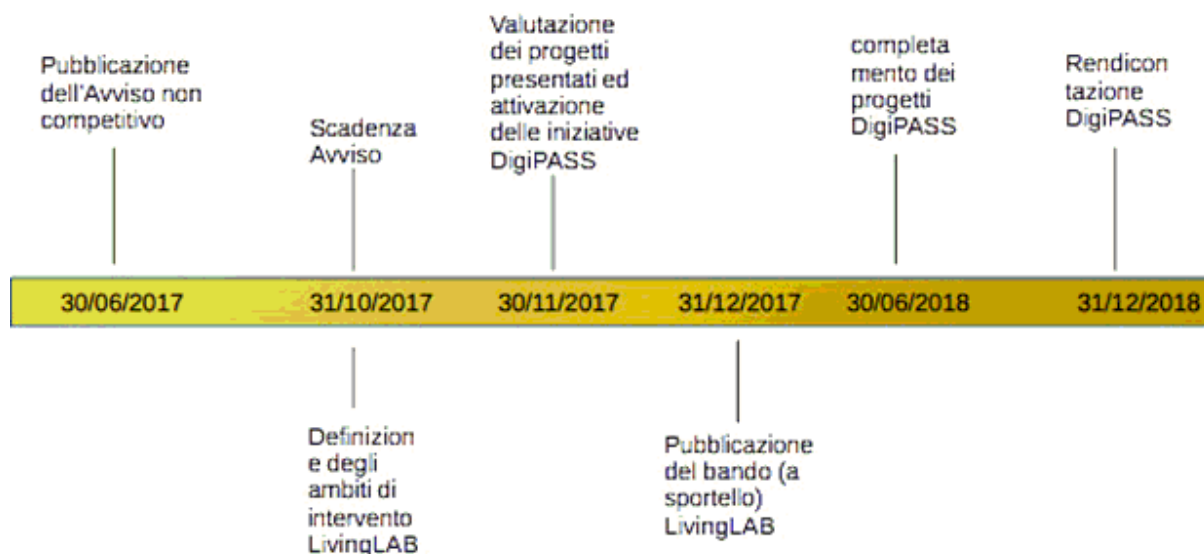 Pubblicazione
dell'Avviso non
competitivo
Scadenza
Avviso
Valutazione
dei progetti
presentati ed
attivazione
delle iniziative
DigiPASS
completa
mento dei
progetti
DigiPASS
Rendicon
tazione
DigiPASS
30/06/2017
31/10/2017
30/11/2017
31/12/2017
30/06/2018
31/12/2018
Definizion
e degli
ambiti di
intervento
LivingLAB
Pubblicazione
del bando (a
sportello)
LivingLAB